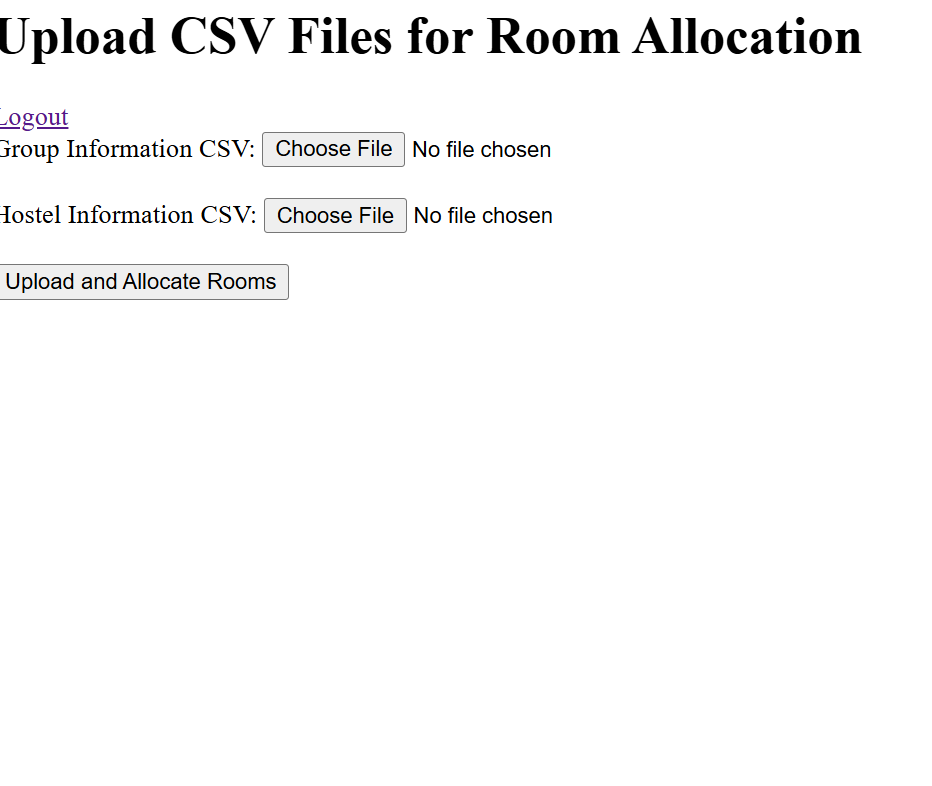 Upload CSV Files for Room Allocation
Logout
Group Information CSV: Choose File No file chosen
Hostel Information CSV: Choose File No file chosen
Upload and Allocate Rooms